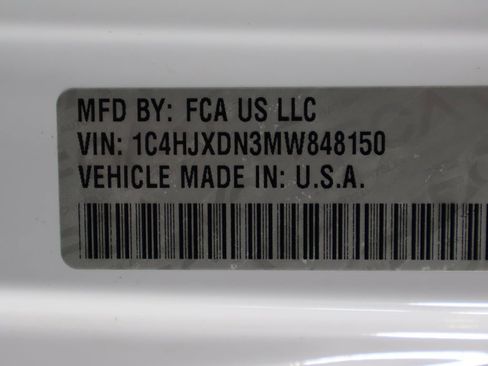 MFD BY: FCA US LLC
VIN: 1C4HJXDN3MW848150
VEHICLE MADE IN: U.S.A.